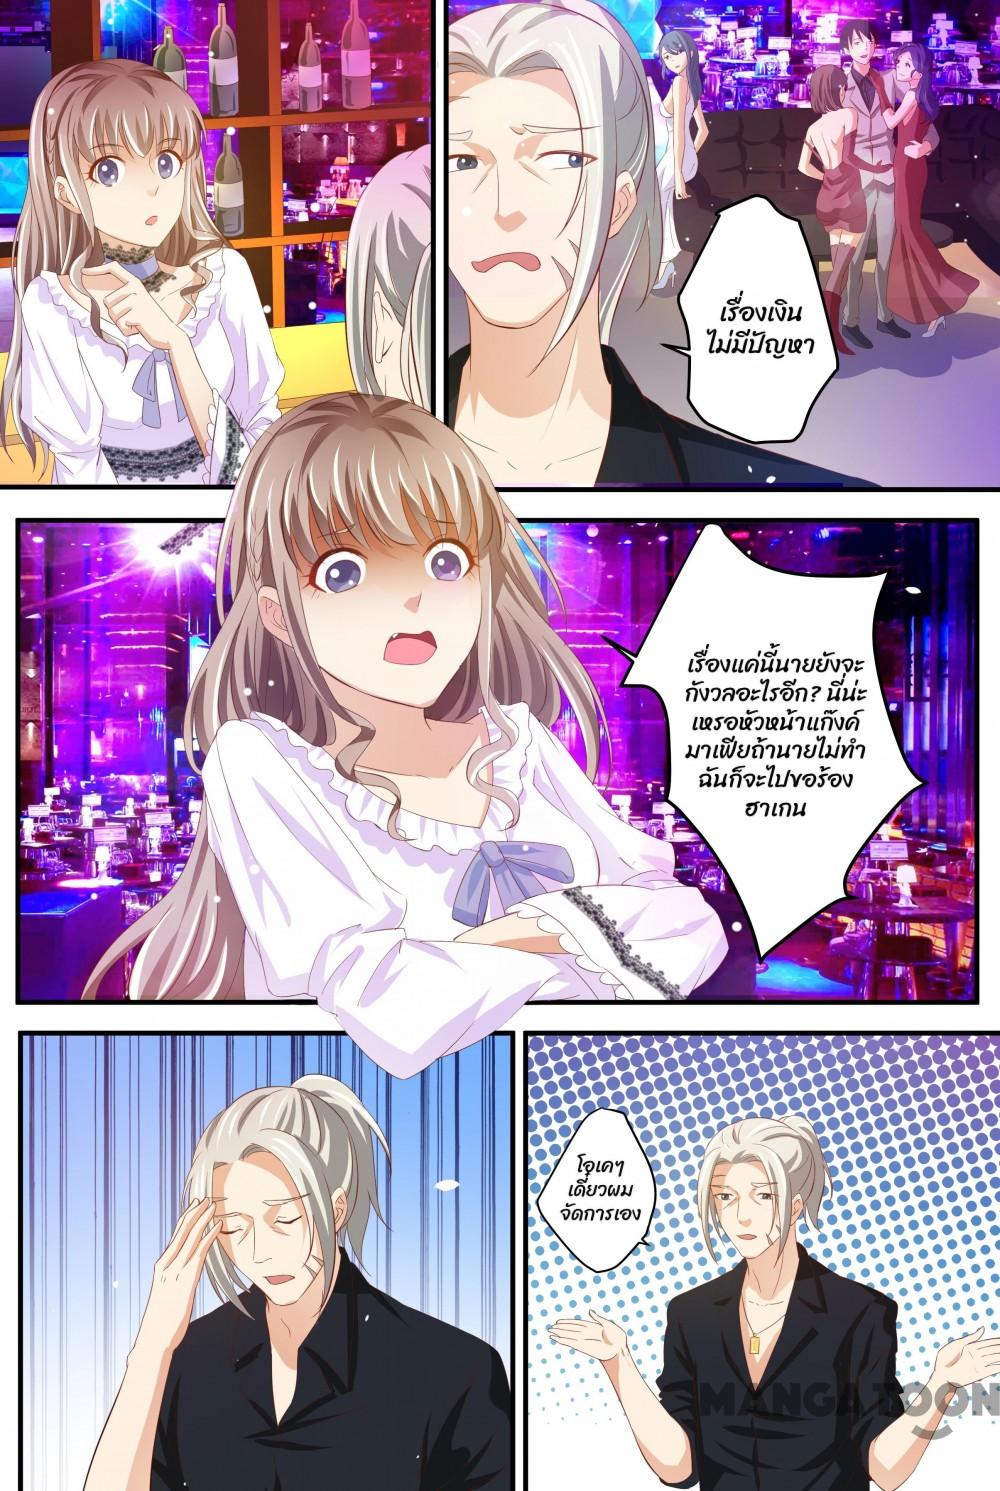 เรื่องเงิน
ไม่มีปัญหา
เรื่องแค่นี้นายยังจะ
กังวลอะไรอีก? นี่น่ะ
เหรอหัวหน้าแก๊งค์
มาเฟียถ้านายไม่ทำ
ฉันก็จะไปขอร้อง
ฮาเกน
โอเคๆ
เดี๋ยวผม
จัดการเอง
MANGA TOON